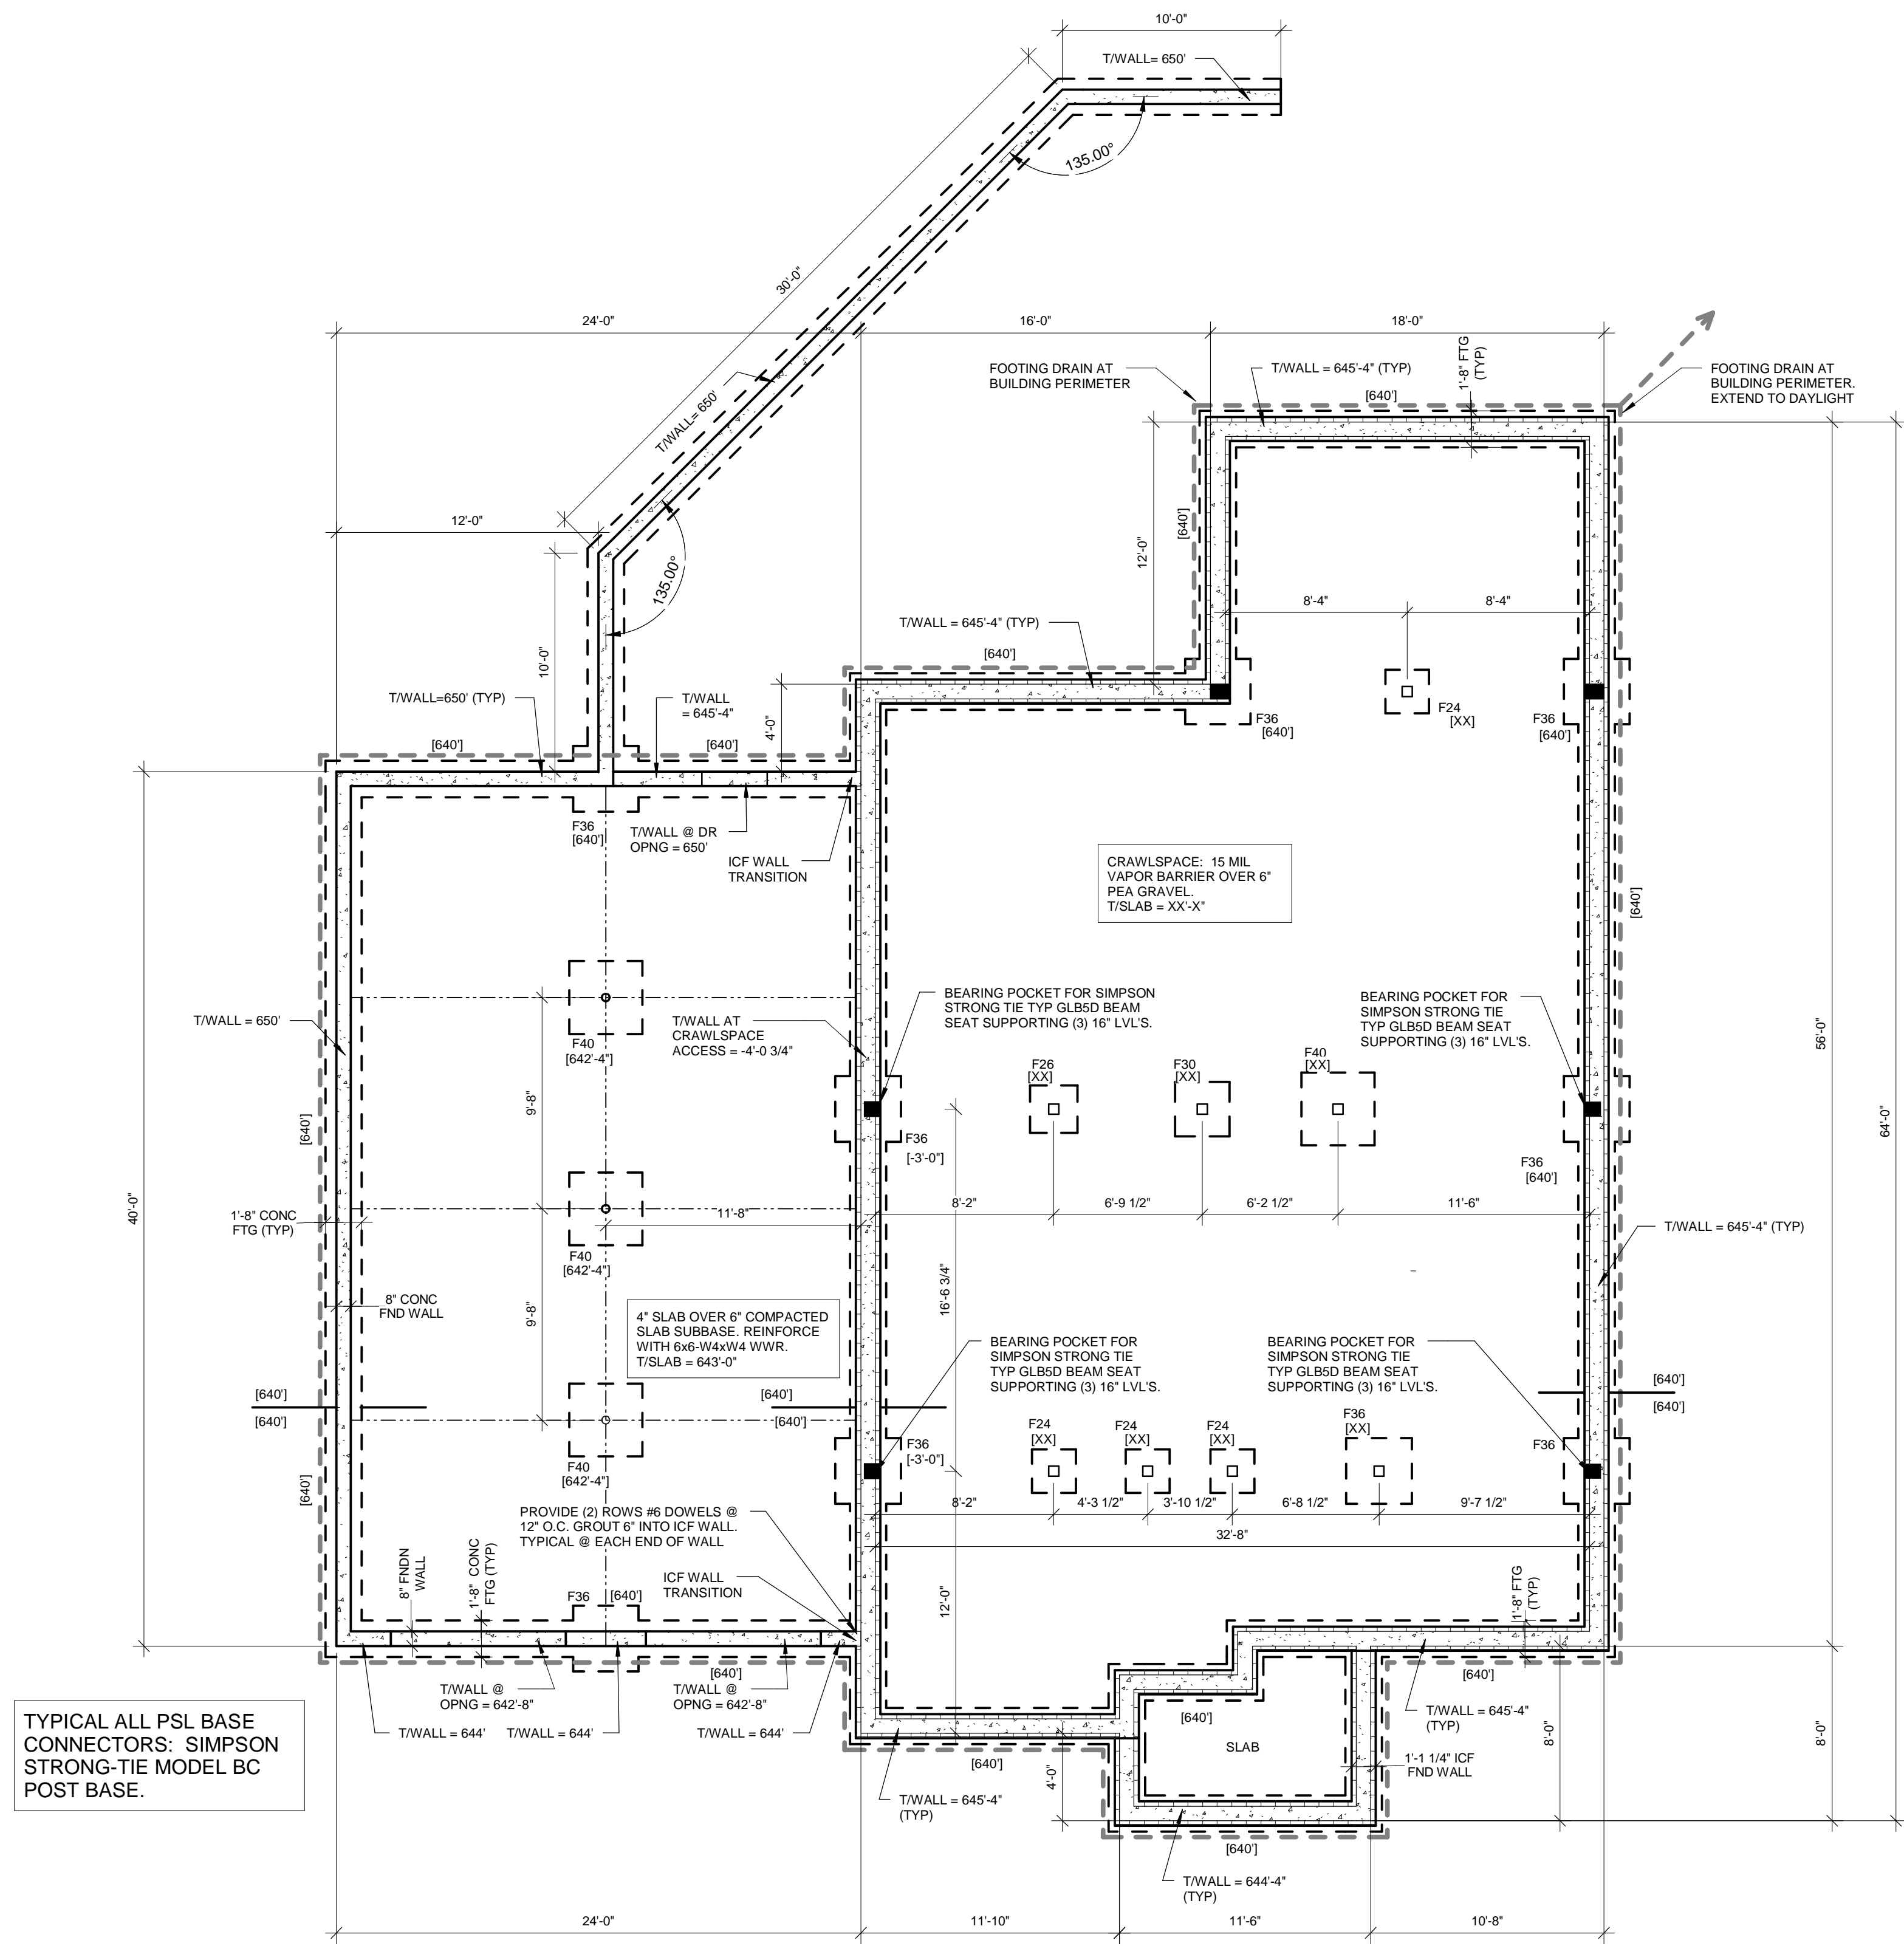 10'-0"
T/WALL= 650'
135.00°
30'-0"
24'-0"
16'-0"
18'-0"
FOOTING DRAIN AT
BUILDING PERIMETER
T/WALL = 645'-4" (TYP)
1'-8" FTG
(TYP)
FOOTING DRAIN AT
BUILDING PERIMETER.
EXTEND TO DAYLIGHT
[640']
T/WALL= 650'
12'-0"
[640']
12'-0"
135.00°
10'-0"
8'-4"
8'-4"
T/WALL = 645'-4" (TYP)
[640']
T/WALL=650' (TYP)
T/WALL
= 645'-4"
4'-0"
F24
[XX]
F36
[640']
F36
[640']
[640']
[640']
F36
[640']
T/WALL @ DR
OPNG = 650'
ICF WALL
TRANSITION
CRAWLSPACE: 15 MIL
VAPOR BARRIER OVER 6"
PEA GRAVEL.
T/SLAB = XX'-X"
[640']
T/WALL = 650'
F40
[642'-4"]
T/WALL AT
CRAWLSPACE
ACCESS = -4'-0 3/4"
BEARING POCKET FOR SIMPSON
STRONG TIE TYP GLB5D BEAM
SEAT SUPPORTING (3) 16" LVL'S.
BEARING POCKET FOR
SIMPSON STRONG TIE
TYP GLB5D BEAM SEAT
SUPPORTING (3) 16" LVL'S.
56'-0"
64'-0"
F26
[XX]
F30
[XX]
F40
[XX]
9'-8"
[640']
F36
[-3'-0"]
F36
[640']
40'-0"
1'-8" CONC
FTG (TYP)
11'-8"
8'-2"
6'-9 1/2"
6'-2 1/2"
11'-6"
T/WALL = 645'-4" (TYP)
F40
[642'-4"]
16'-6 3/4"
8" CONC
FND WALL
9'-8"
4" SLAB OVER 6" COMPACTED
SLAB SUBBASE. REINFORCE
WITH 6x6-W4xW4 WWR.
T/SLAB = 643'-0"
BEARING POCKET FOR
SIMPSON STRONG TIE
TYP GLB5D BEAM SEAT
SUPPORTING (3) 16" LVL'S.
BEARING POCKET FOR
SIMPSON STRONG TIE
TYP GLB5D BEAM SEAT
SUPPORTING (3) 16" LVL'S.
[640']
[640']
[640']
[640']
[640']
[640']
F40
[642'-4"]
F36
[-3'-0"]
F24
[XX]
F24
[XX]
F24
[XX]
F36
[XX]
F36
[640']
8'-2"
4'-3 1/2"
3'-10 1/2"
6'-8 1/2"
9'-7 1/2"
32'-8"
PROVIDE (2) ROWS #6 DOWELS @
12" O.C. GROUT 6" INTO ICF WALL.
TYPICAL @ EACH END OF WALL
8" FNDN
WALL
1'-8" CONC
FTG (TYP)
F36
[640']
ICF WALL
TRANSITION
12'-0"
1'-8" FTG
(TYP)
T/WALL @
OPNG = 642'-8"
[640']
T/WALL @
OPNG = 642'-8"
T/WALL = 644'
T/WALL = 644'
T/WALL = 644'
TYPICAL ALL PSL BASE
CONNECTORS: SIMPSON
STRONG-TIE MODEL BC
POST BASE.
[640']
SLAB
[640']
T/WALL = 645'-4"
(TYP)
1'-1 1/4" ICF
FND WALL
8'-0"
8'-0"
[640']
4'-0"
T/WALL = 645'-4"
(TYP)
[640']
T/WALL = 644'-4"
(TYP)
24'-0"
11'-10"
11'-6"
10'-8"